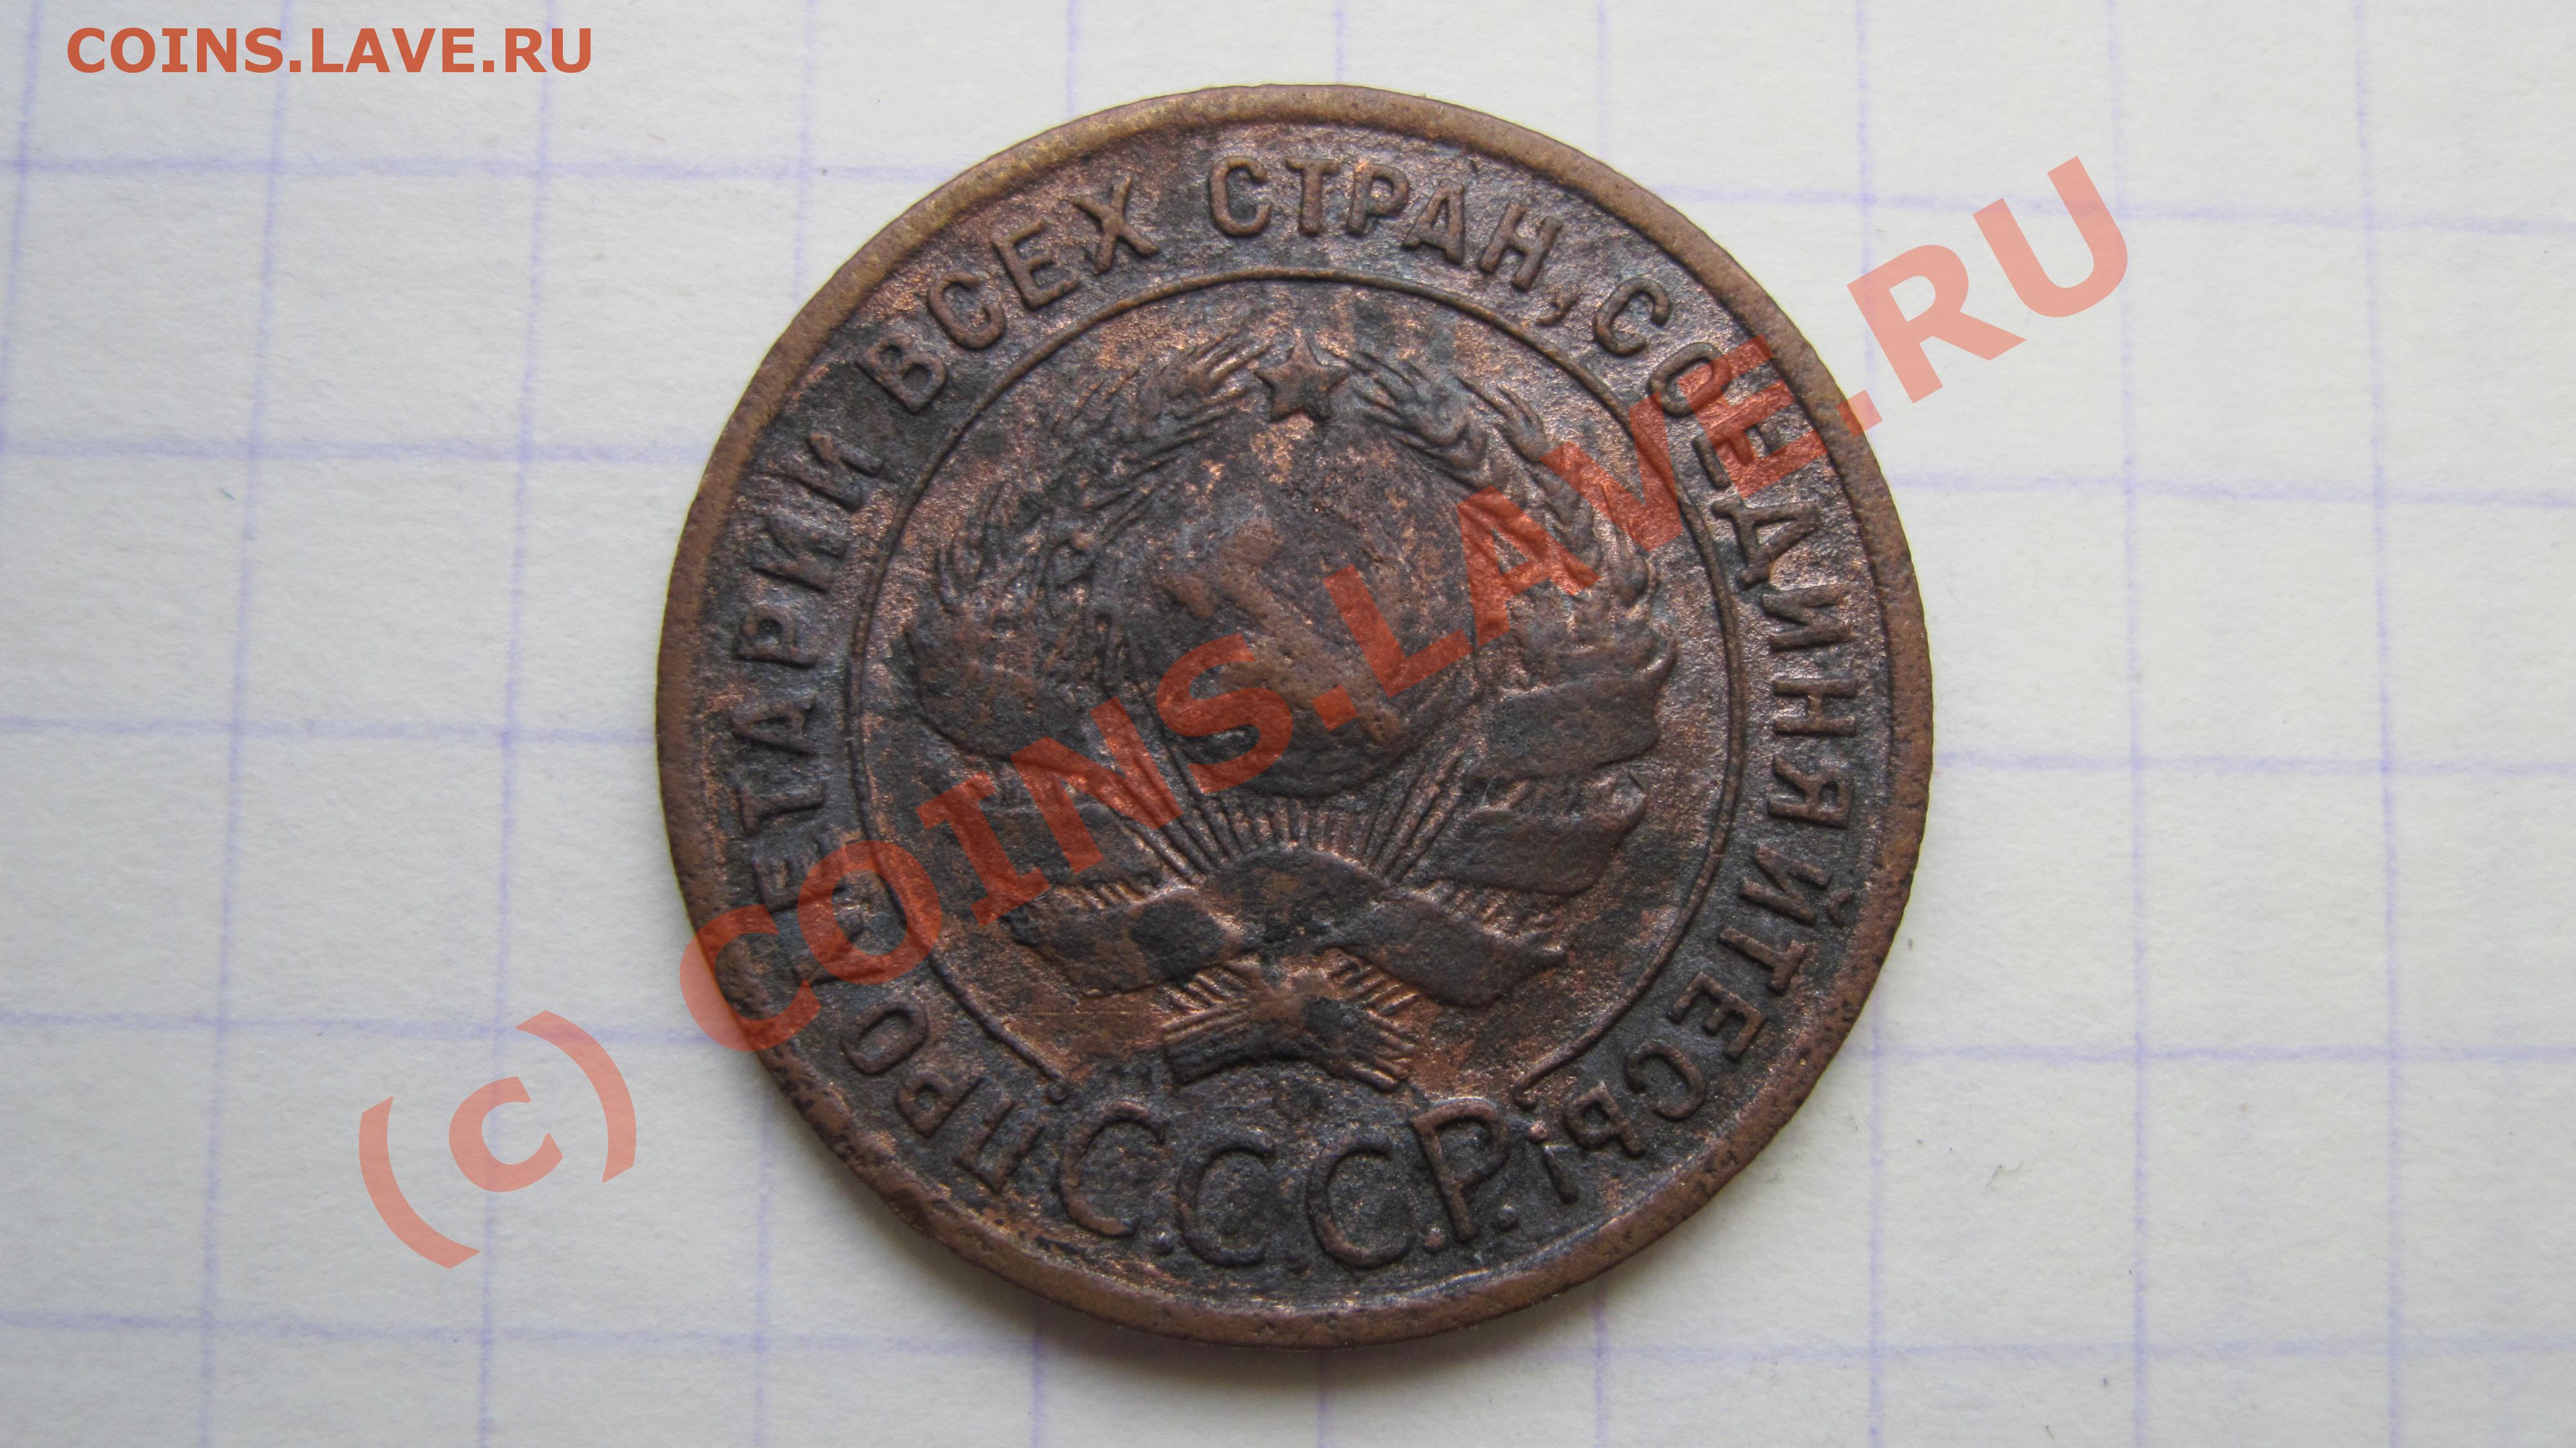 COINS.LAVE.RU
ПРОЛЕТАРИИ ВСЕХ СТРАН, СОЕДИНЯЙТЕСЬ!
С.С.С.Р.
(c) COINS.LAVE.RU